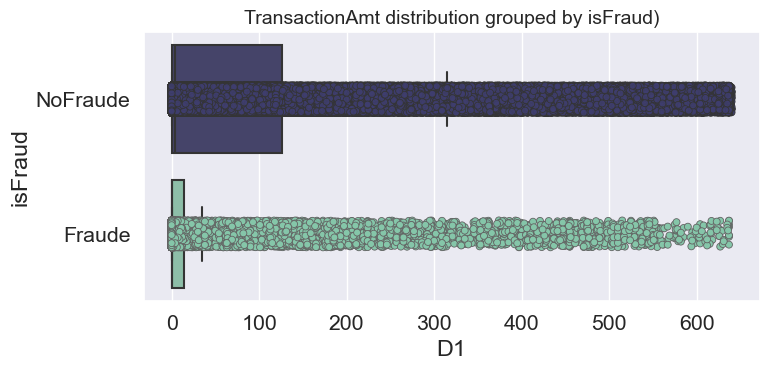 TransactionAmt distribution grouped by isFraud)
isFraud
NoFraude
Fraude
0 100 200 300 400 500 600
D1